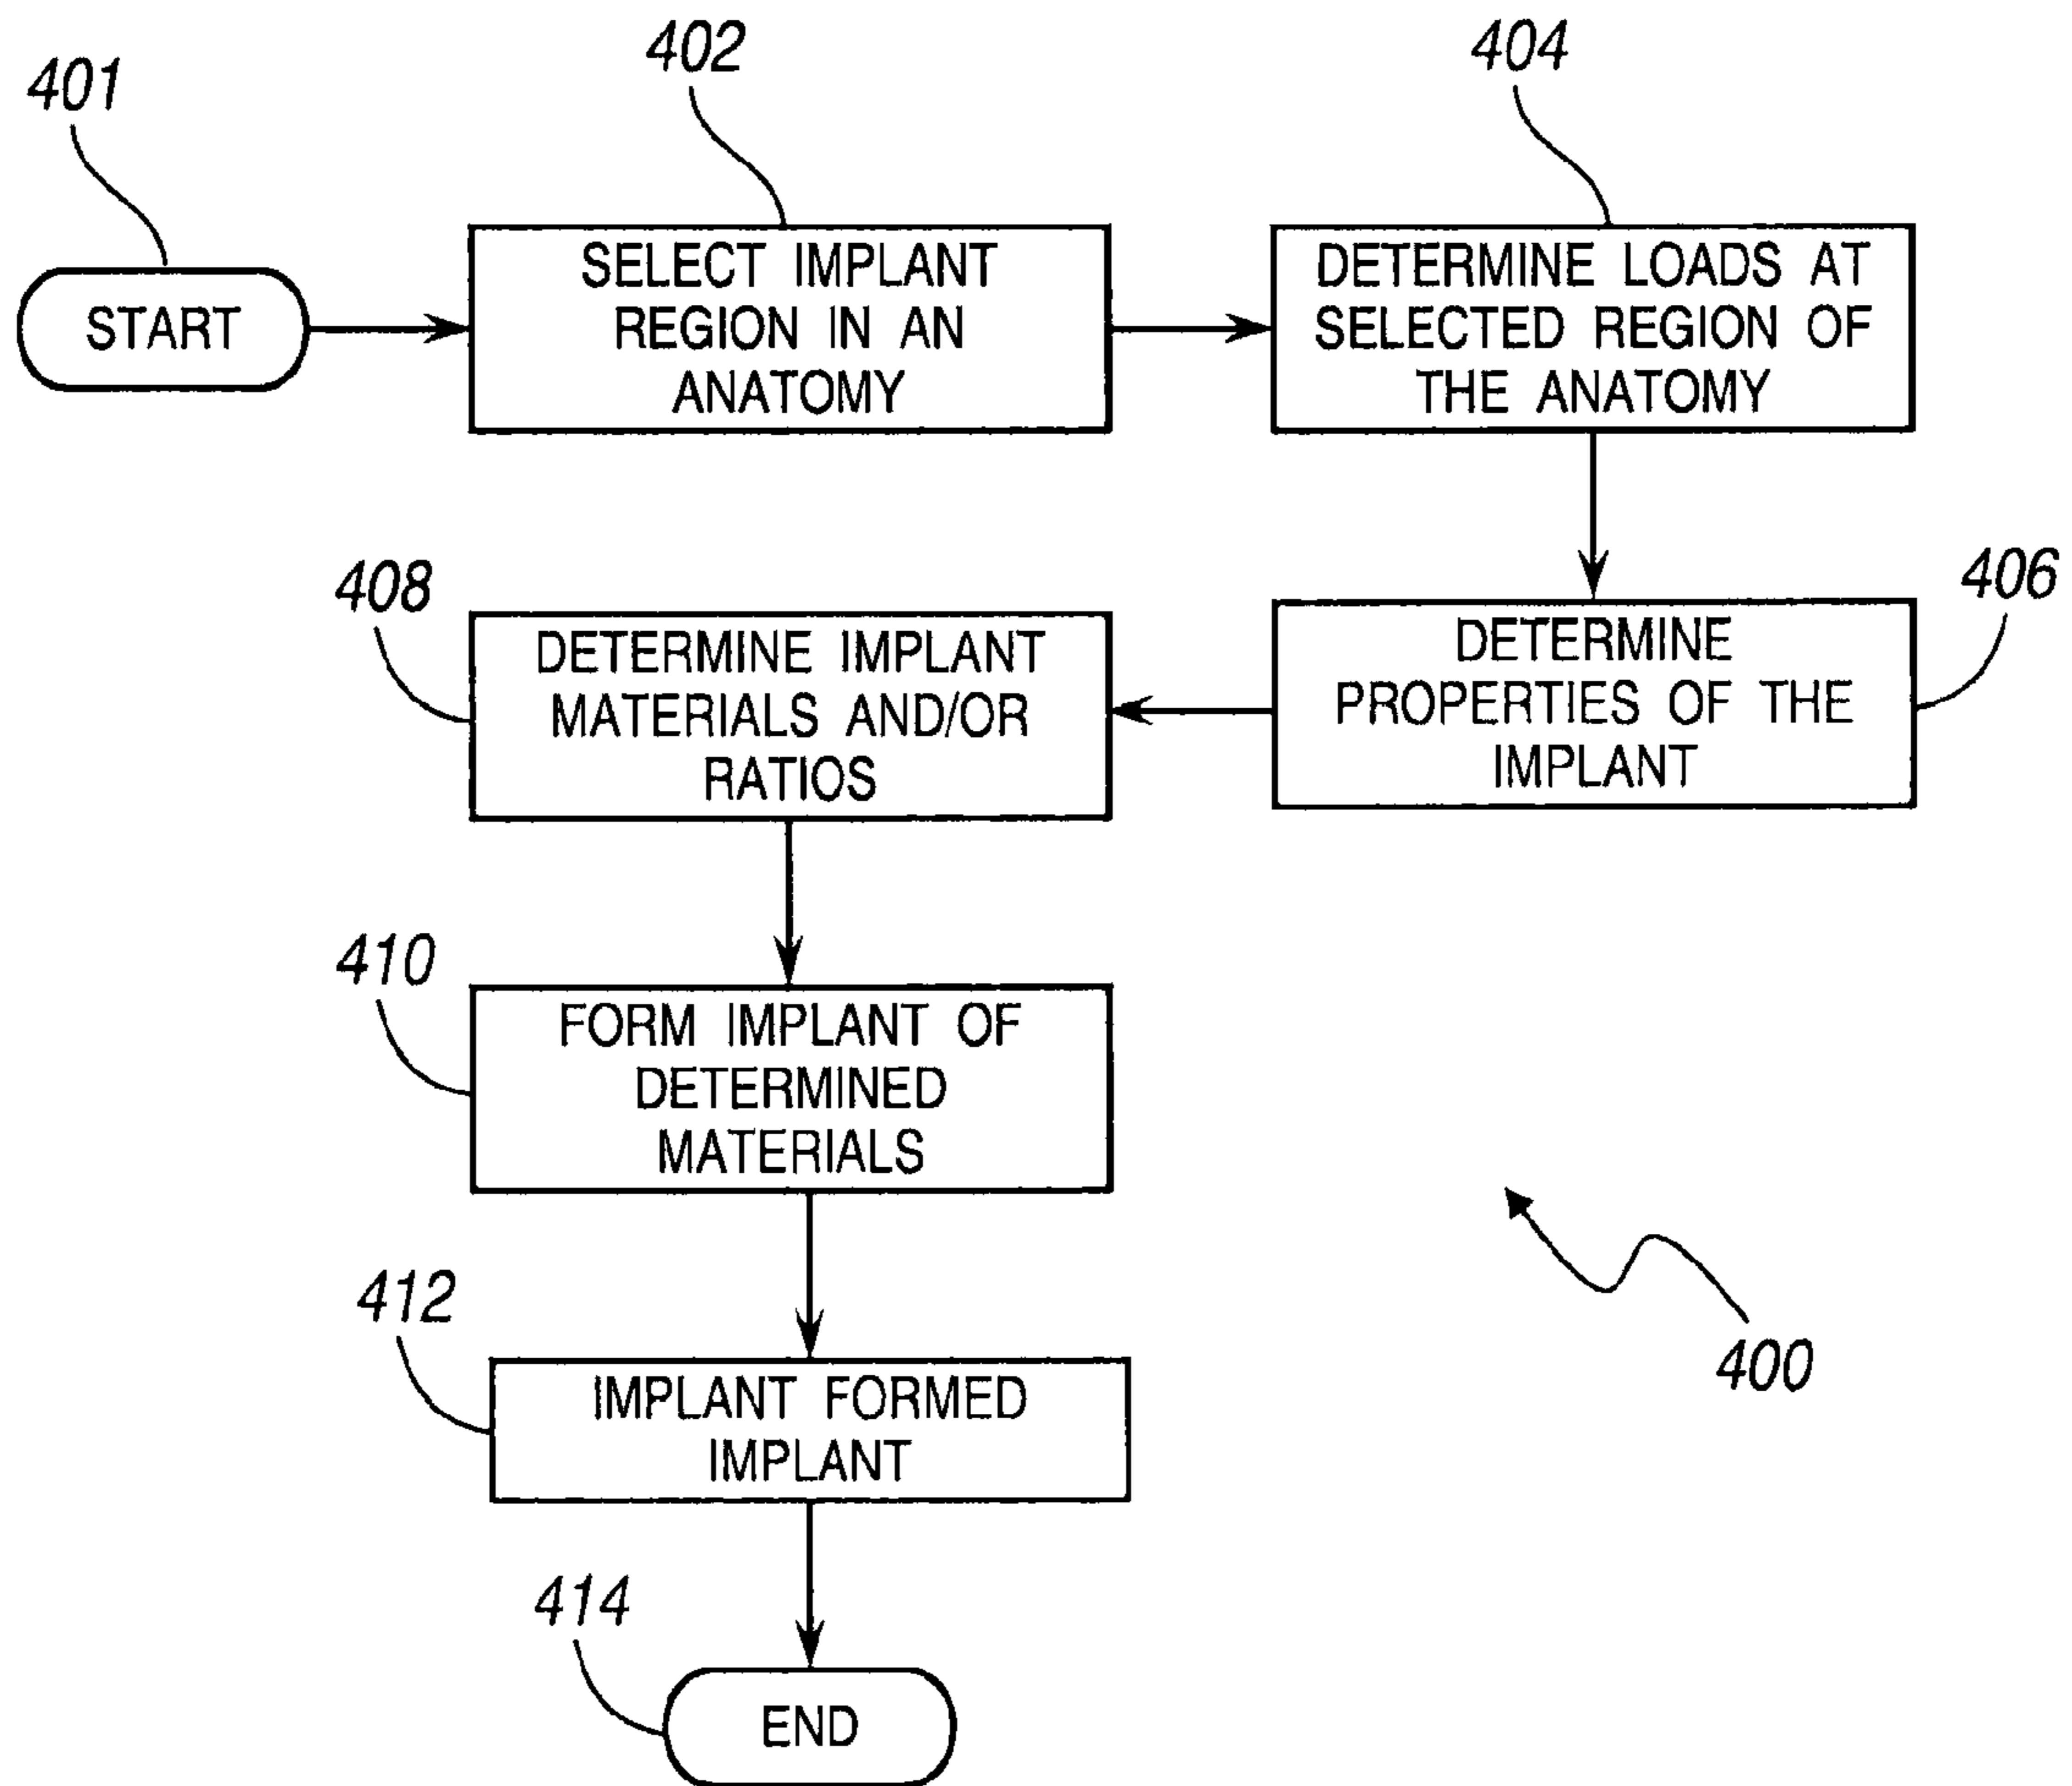 401
402
404
START
SELECT IMPLANT
REGION IN AN
ANATOMY
DETERMINE LOADS AT
SELECTED REGION OF
THE ANATOMY
408
406
DETERMINE IMPLANT
MATERIALS AND/OR
RATIOS
DETERMINE
PROPERTIES OF THE
IMPLANT
410
FORM IMPLANT OF
DETERMINED
MATERIALS
412
400
IMPLANT FORMED
IMPLANT
414
END